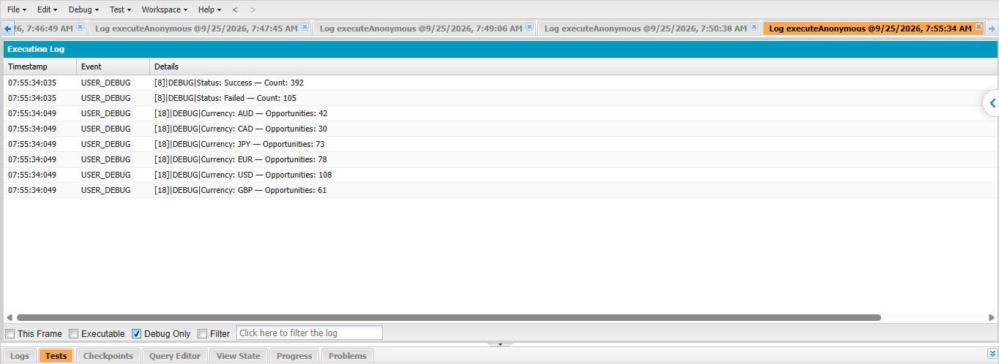 File Edit Debug Test Workspace Help < >
26, 7:46:49 AM Log executeAnonymous @9/25/2026, 7:47:45 AM Log executeAnonymous @9/25/2026, 7:49:06 AM Log executeAnonymous @9/25/2026, 7:50:38 AM Log executeAnonymous @9/25/2026, 7:55:34 AM
Execution Log
Timestamp Event Details
07:55:34:035 USER_DEBUG [8]|DEBUG|Status: Success — Count: 392
07:55:34:035 USER_DEBUG [8]|DEBUG|Status: Failed — Count: 105
07:55:34:049 USER_DEBUG [18]|DEBUG|Currency: AUD — Opportunities: 42
07:55:34:049 USER_DEBUG [18]|DEBUG|Currency: CAD — Opportunities: 30
07:55:34:049 USER_DEBUG [18]|DEBUG|Currency: JPY — Opportunities: 73
07:55:34:049 USER_DEBUG [18]|DEBUG|Currency: EUR — Opportunities: 78
07:55:34:049 USER_DEBUG [18]|DEBUG|Currency: USD — Opportunities: 108
07:55:34:049 USER_DEBUG [18]|DEBUG|Currency: GBP — Opportunities: 61
This Frame Executable Debug Only Filter Click here to filter the log
Logs Tests Checkpoints Query Editor View State Progress Problems